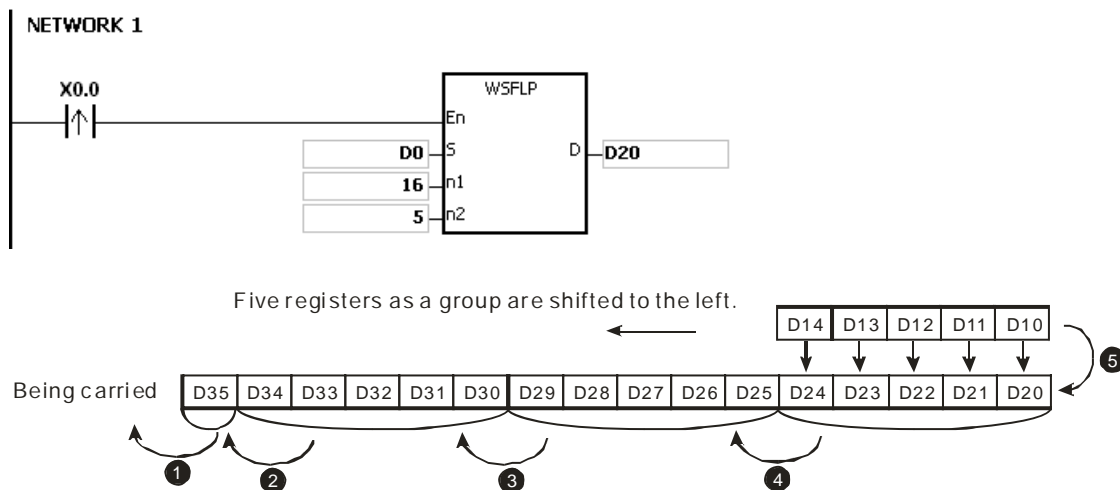 NETWORK 1
X0.0
WSFLP
En
D0 S D D20
16 n1
5 n2
Five registers as a group are shifted to the left.
D14 D13 D12 D11 D10
5
Being carried D35 D34 D33 D32 D31 D30 D29 D28 D27 D26 D25 D24 D23 D22 D21 D20
1 2 3 4